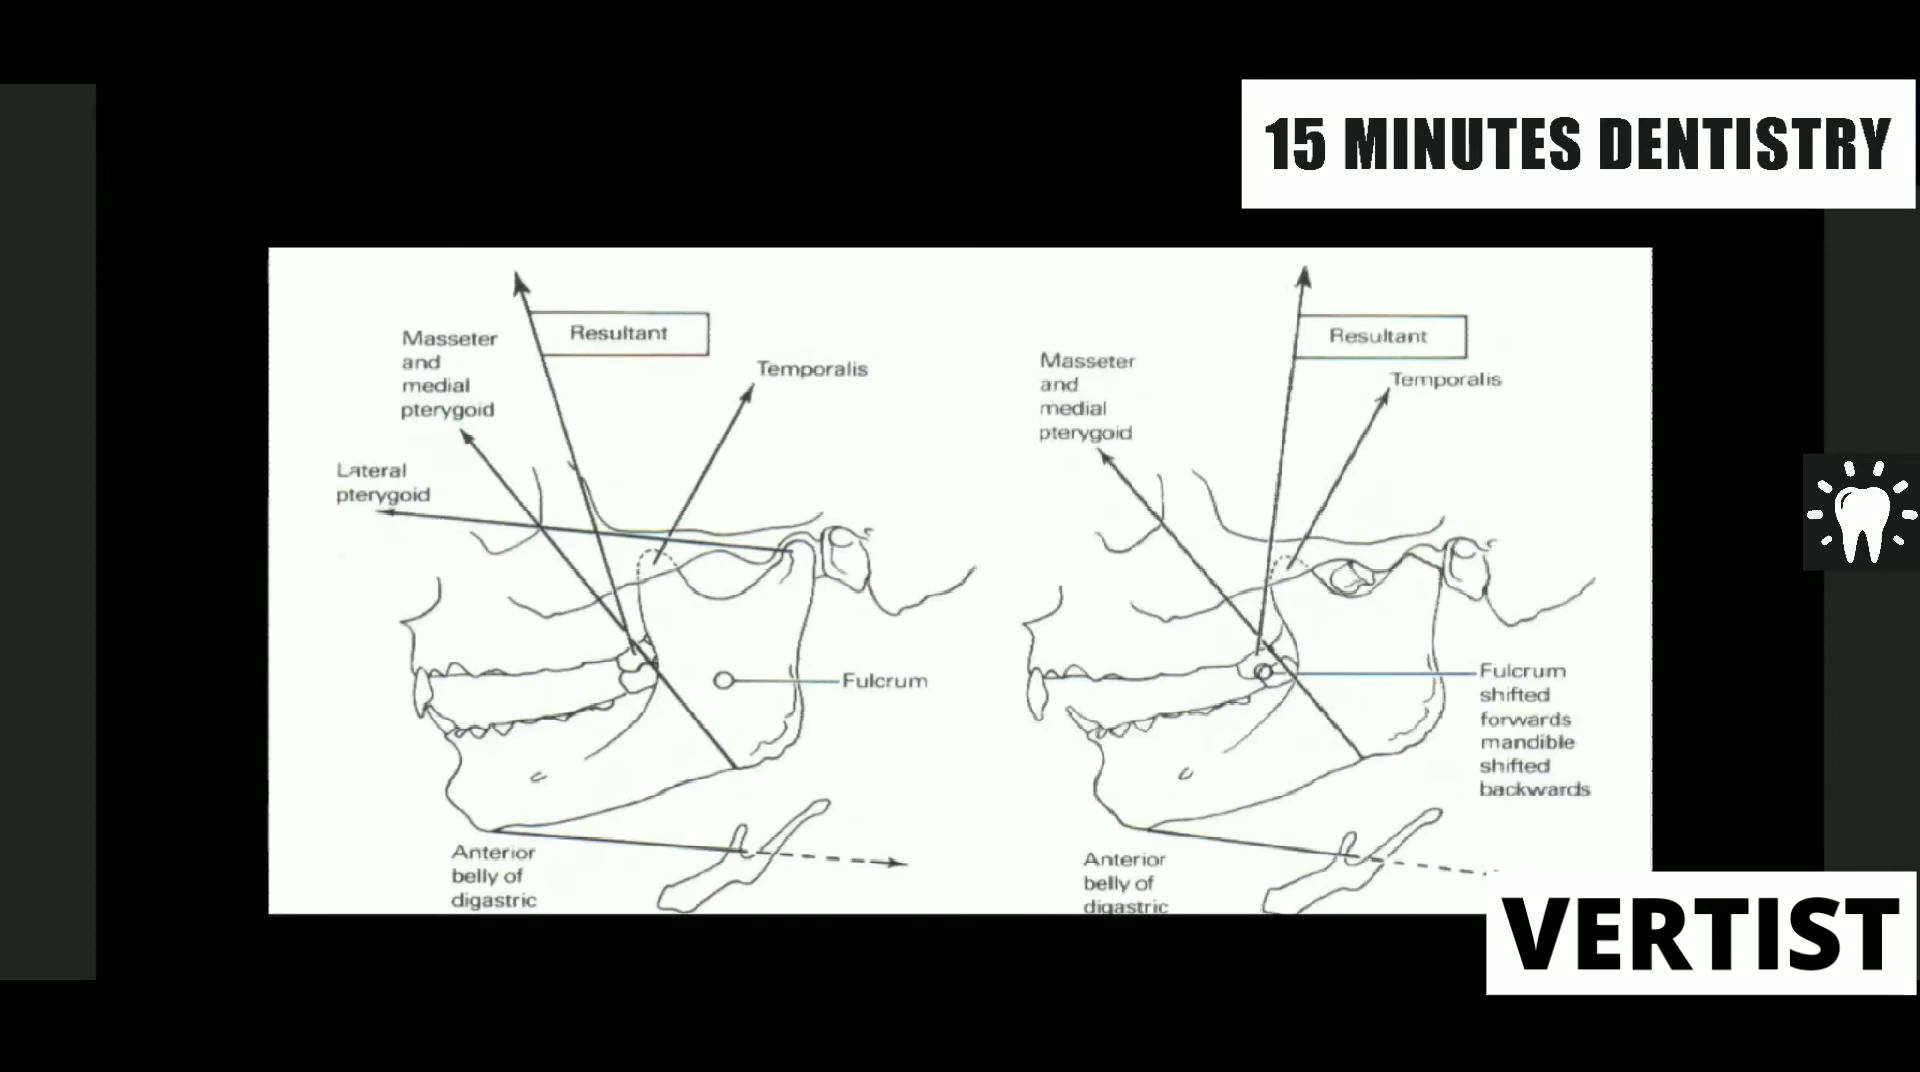 15 MINUTES DENTISTRY
Resultant
Masseter
and
medial
pterygoid
Temporalis
Lateral
pterygoid
Fulcrum
Anterior
belly of
digastric
Resultant
Masseter
and
medial
pterygoid
Temporalis
Fulcrum
shifted
forwards
mandible
shifted
backwards
Anterior
belly of
digastric
VERTIST